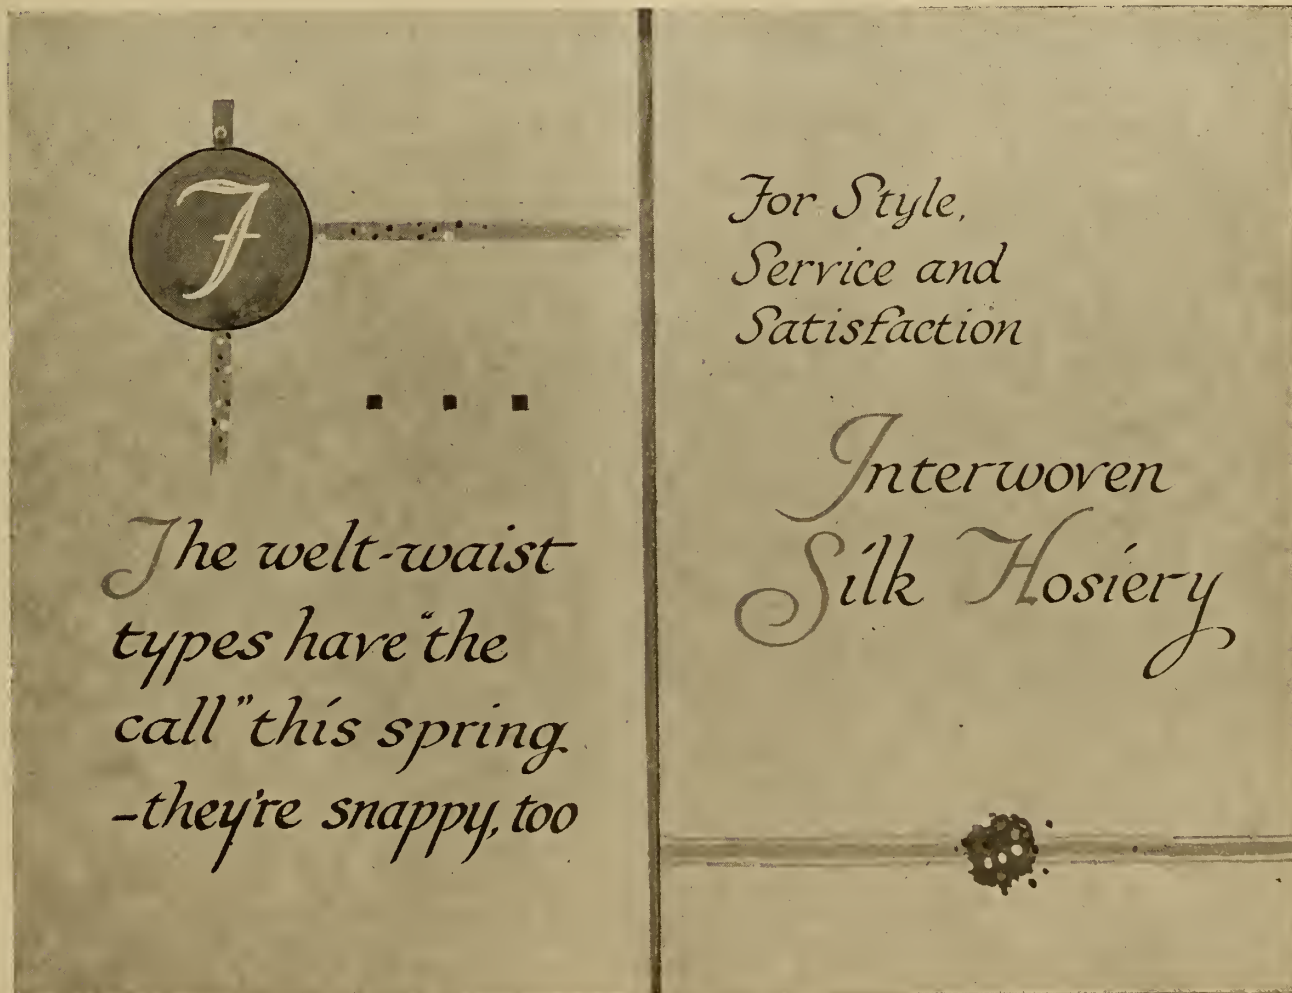 F
The welt-waist
types have "the
call" this spring
-they're snappy, too
For Style,
Service and
Satisfaction
Interwoven
Silk Hosiery